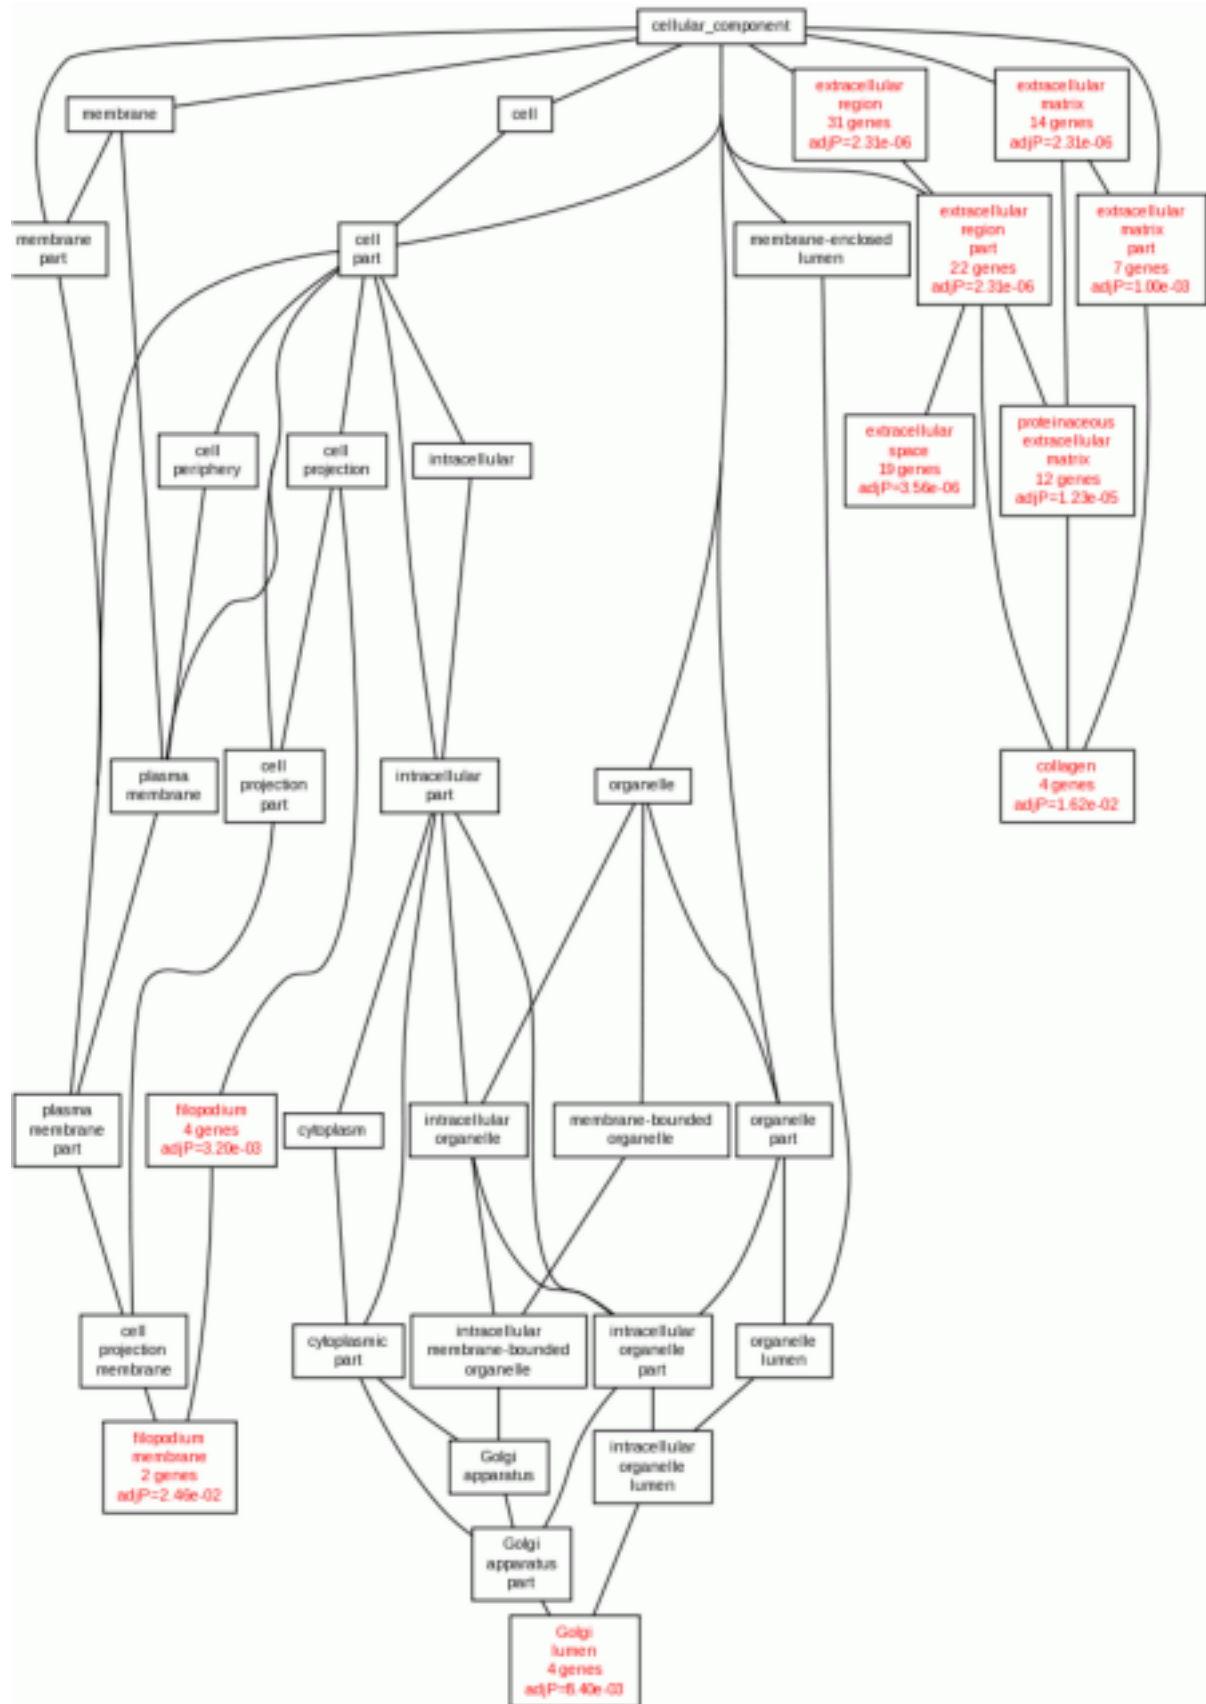 cellular_component
membrane
cell
extracellular
region
31 genes
adjP=2.31e-06
extracellular
matrix
14 genes
adjP=2.31e-06
membrane
part
cell
part
membrane-enclosed
lumen
extracellular
region
part
22 genes
adjP=2.31e-06
extracellular
matrix
part
7 genes
adjP=1.00e-03
cell
periphery
cell
projection
intracellular
extracellular
space
19 genes
adjP=3.56e-06
proteinaceous
extracellular
matrix
12 genes
adjP=1.23e-05
plasma
membrane
cell
projection
part
intracellular
part
organelle
collagen
4 genes
adjP=1.62e-02
plasma
membrane
part
filopodium
4 genes
adjP=3.20e-03
cytoplasm
intracellular
organelle
membrane-bounded
organelle
organelle
part
cell
projection
membrane
cytoplasmic
part
intracellular
membrane-bounded
organelle
intracellular
organelle
part
organelle
lumen
filopodium
membrane
2 genes
adjP=2.46e-02
Golgi
apparatus
intracellular
organelle
lumen
Golgi
apparatus
part
Golgi
lumen
4 genes
adjP=8.40e-03